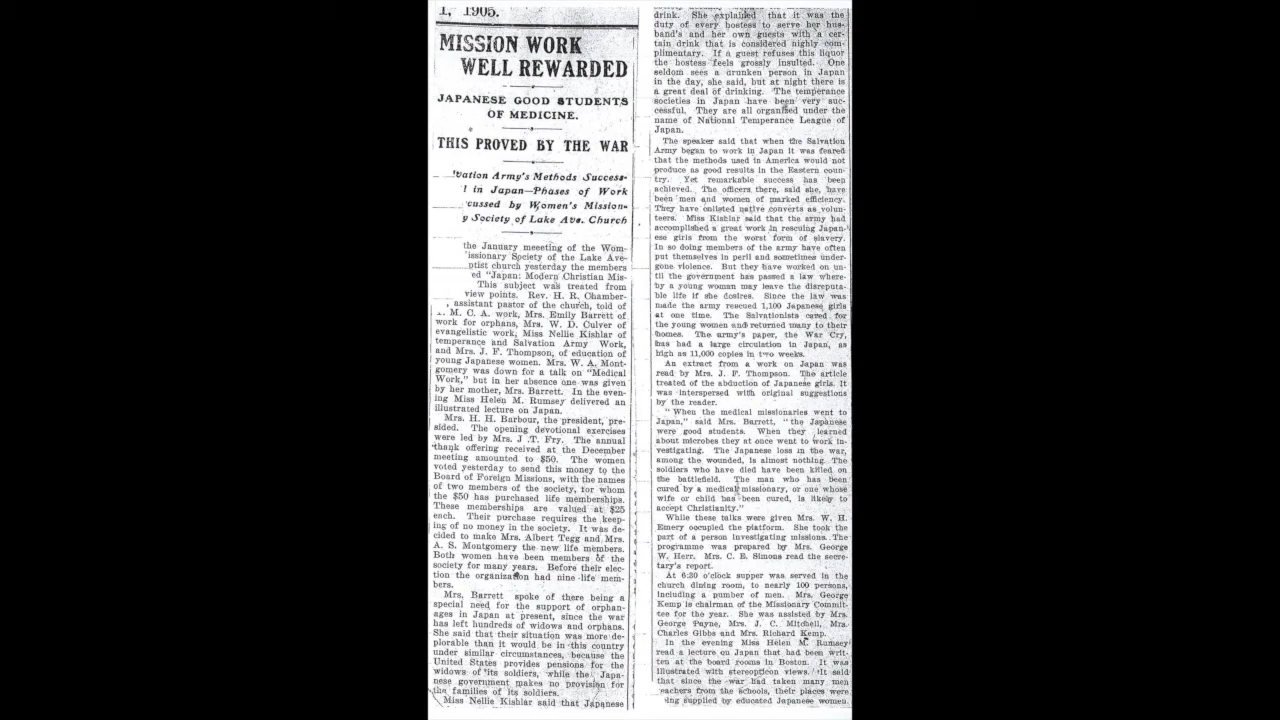 1, 1905.
MISSION WORK
WELL REWARDED
JAPANESE GOOD STUDENTS
OF MEDICINE.
THIS PROVED BY THE WAR
vation Army's Methods Success-
l in Japan—Phases of Work
cussed by Women's Mission-
y Society of Lake Ave. Church
the January meeeting of the Wom-
issionary Society of the Lake Ave-
ptist church yesterday the members
ed "Japan: Modern Christian Mis-
This subject was treated from
view points. Rev. H. R. Chamber-
, assistant pastor of the church, told of
. M. C. A. work, Mrs. Emily Barrett of
work for orphans, Mrs. W. D. Culver of
evangelistic work, Miss Nellie Kishlar of
temperance and Salvation Army Work,
and Mrs. J. F. Thompson, of education of
young Japanese women. Mrs. W. A. Mont-
gomery was down for a talk on "Medical
Work," but in her absence one was given
by her mother, Mrs. Barrett. In the even-
ing Miss Helen M. Rumsey delivered an
illustrated lecture on Japan.
Mrs. H. H. Barbour, the president, pre-
sided. The opening devotional exercises
were led by Mrs. J .T. Fry. The annual
thank offering received at the December
meeting amounted to $50. The women
voted yesterday to send this money to the
Board of Foreign Missions, with the names
of two members of the society, for whom
the $50 has purchased life memberships.
These memberships are valued at $25
each. Their purchase requires the keep-
ing of no money in the society. It was de-
cided to make Mrs. Albert Tegg and Mrs.
A. S. Montgomery the new life members.
Both women have been members of the
society for many years. Before their elec-
tion the organization had nine life mem-
bers.
Mrs. Barrett spoke of there being a
special need for the support of orphan-
ages in Japan at present, since the war
has left hundreds of widows and orphans.
She said that their situation was more de-
plorable than it would be in this country
under similar circumstances, because the
United States provides pensions for the
widows of its soldiers, while the Japa-
nese government makes no provision for
the families of its soldiers.
Miss Nellie Kishlar said that Japanese
drink. She explained that it was the
duty of every hostess to serve her hus-
band's and her own guests with a cer-
tain drink that is considered highly com-
plimentary. If a guest refuses this liquor
the hostess feels grossly insulted. One
seldom sees a drunken person in Japan
in the day, she said, but at night there is
a great deal of drinking. The temperance
societies in Japan have been very suc-
cessful. They are all organized under the
name of National Temperance League of
Japan.
The speaker said that when the Salvation
Army began to work in Japan it was feared
that the methods used in America would not
produce as good results in the Eastern coun-
try. Yet remarkable success has been
achieved. The officers there, said she, have
been men and women of marked efficiency.
They have enlisted native converts as volun-
teers. Miss Kishlar said that the army had
accomplished a great work in rescuing Japan-
ese girls from the worst form of slavery.
In so doing members of the army have often
put themselves in peril and sometimes under-
gone violence. But they have worked on un-
til the government has passed a law where-
by a young woman may leave the disreputa-
ble life if she desires. Since the law was
made the army rescued 1,100 Japanese girls
at one time. The Salvationists cared for
the young women and returned many to their
homes. The army's paper, the War Cry,
has had a large circulation in Japan, as
high as 11,000 copies in two weeks.
An extract from a work on Japan was
read by Mrs. J. F. Thompson. The article
treated of the abduction of Japanese girls. It
was interspersed with original suggestions
by the reader.
"When the medical missionaries went to
Japan," said Mrs. Barrett, "the Japanese
were good students. When they learned
about microbes they at once went to work in-
vestigating. The Japanese loss in the war,
among the wounded, is almost nothing. The
soldiers who have died have been killed on
the battlefield. The man who has been
cured by a medical missionary, or one whose
wife or child has been cured, is likely to
accept Christianity."
While these talks were given Mrs. W. H.
Emery occupied the platform. She took the
part of a person investigating missions. The
programme was prepared by Mrs. George
W. Herr. Mrs. C. E. Simons read the secre-
tary's report.
At 6:30 o'clock supper was served in the
church dining room, to nearly 100 persons,
including a number of men. Mrs. George
Kemp is chairman of the Missionary Commit-
tee for the year. She was assisted by Mrs.
George Payne, Mrs. J. C. Mitchell, Mrs.
Charles Gibbs and Mrs. Richard Kemp.
In the evening Miss Helen M. Rumsey
read a lecture on Japan that had been writ-
ten at the board rooms in Boston. It was
illustrated with stereopticon views. It said
that since the war had taken many men
eachers from the schools, their places were
ing supplied by educated Japanese women.